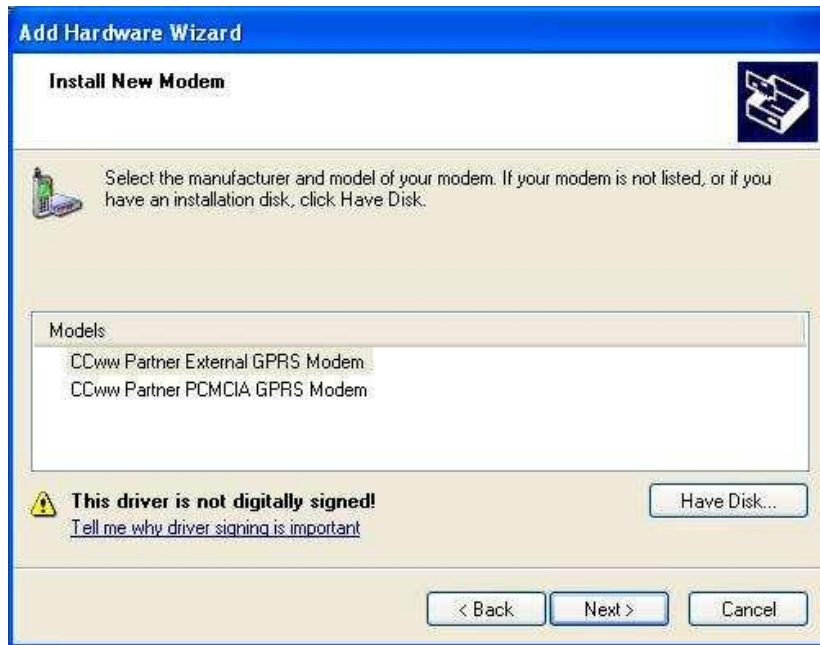 Add Hardware Wizard
Install New Modem
Select the manufacturer and model of your modem. If your modem is not listed, or if you
have an installation disk, click Have Disk.
Models
CCww Partner External GPRS Modem
CCww Partner PCMCIA GPRS Modem
This driver is not digitally signed!
Have Disk...
Tell me why driver signing is important
< Back
Next >
Cancel